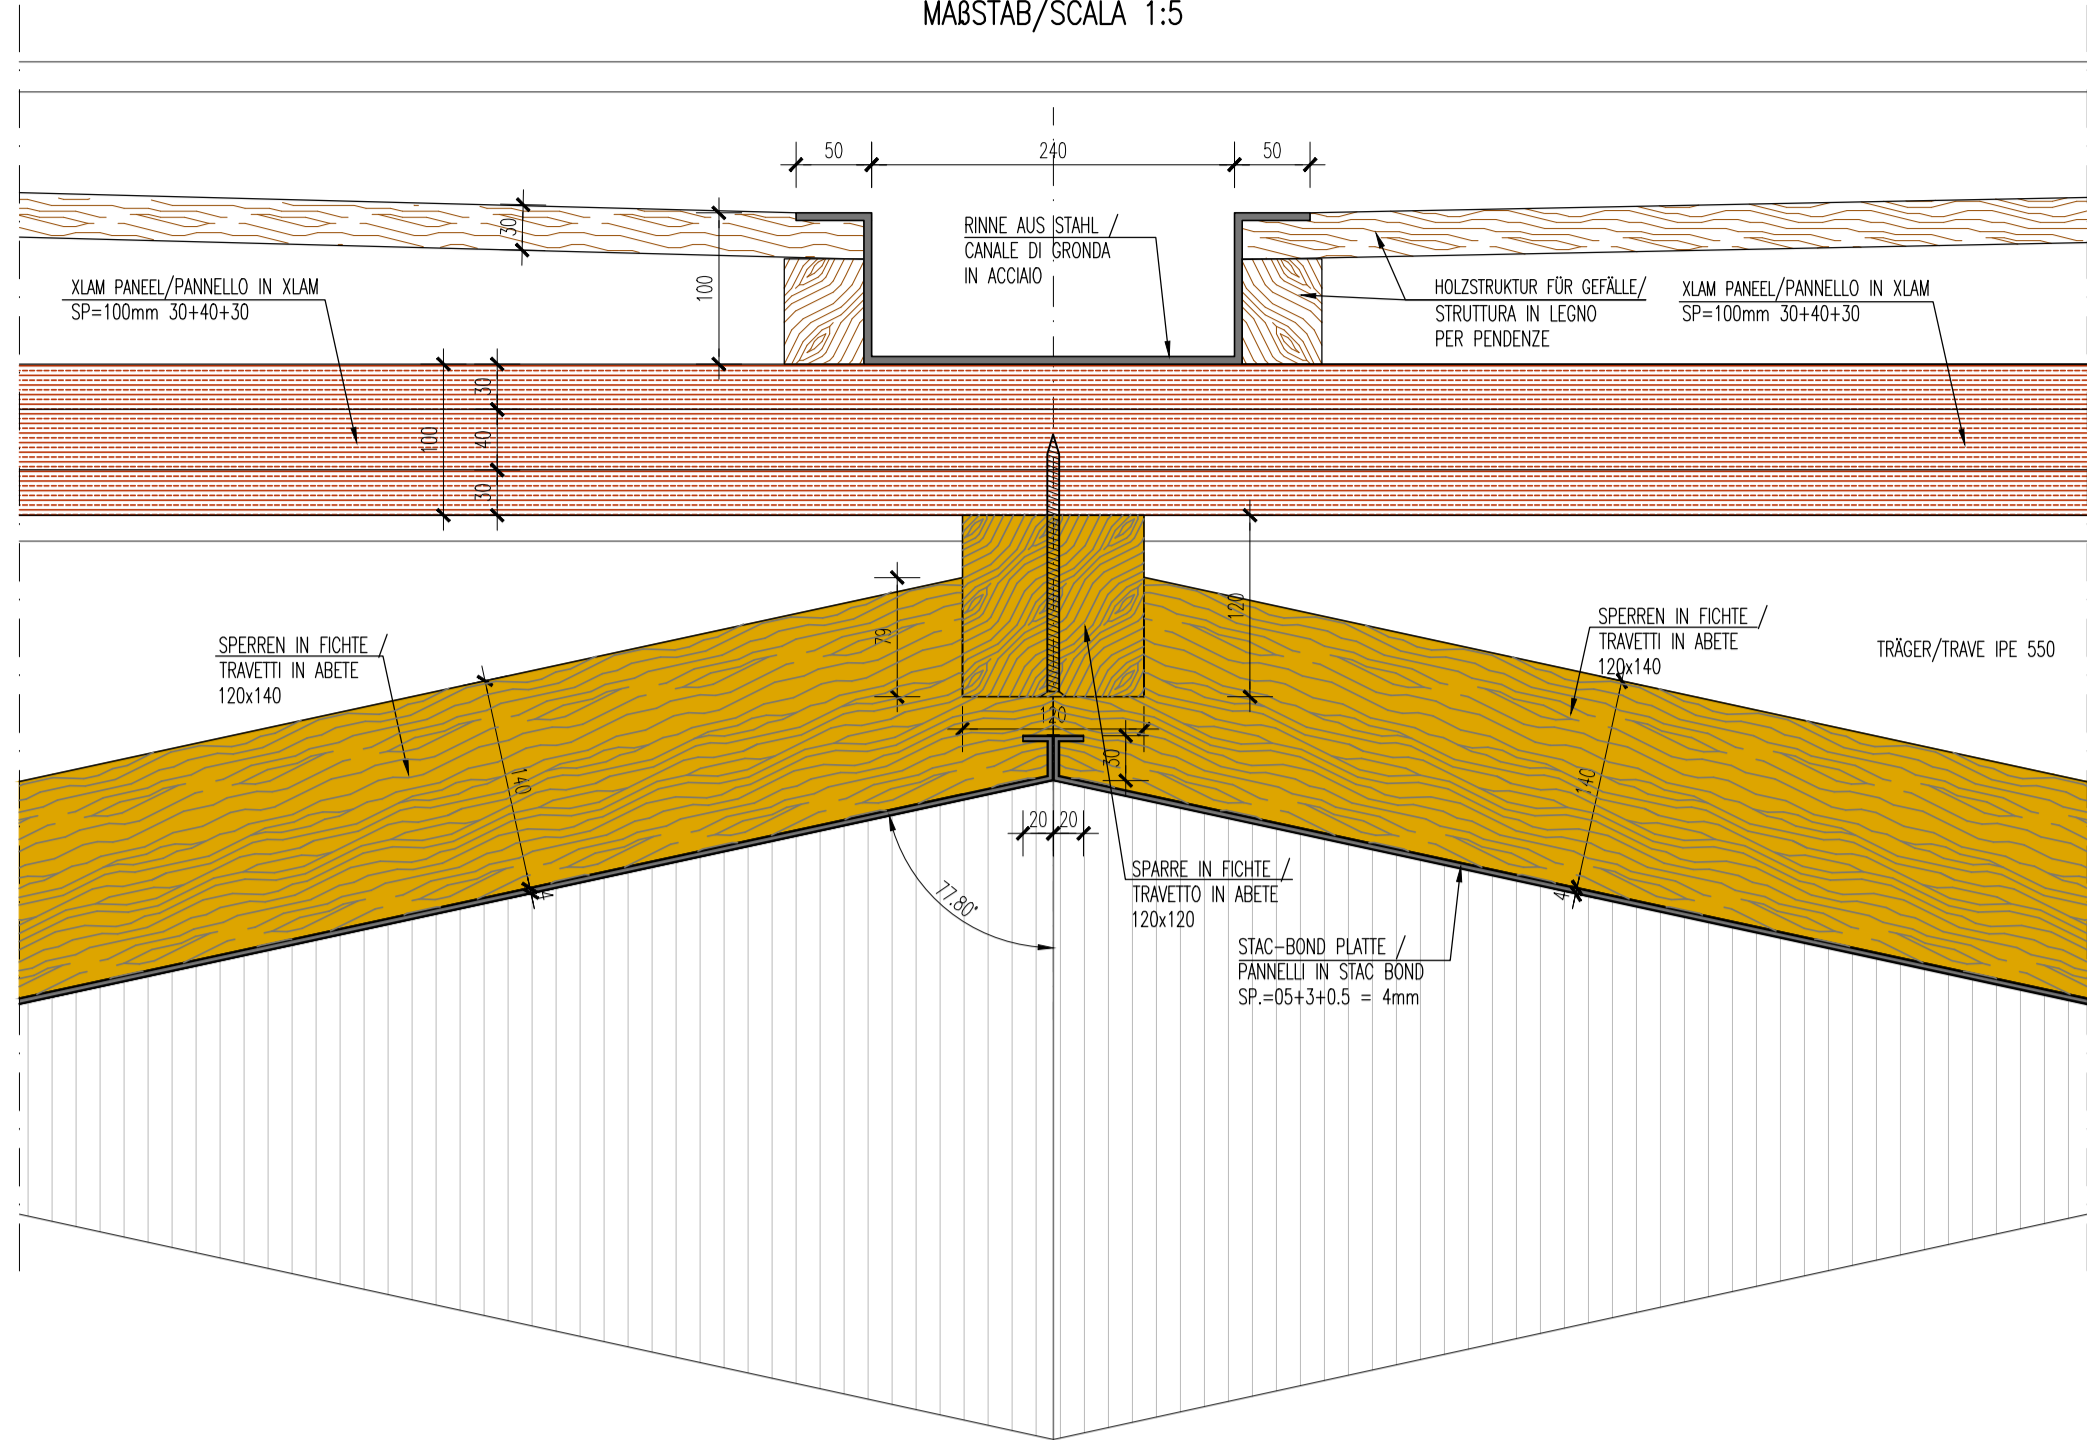 MAßSTAB/SCALA 1:5
50
240
50
30
100
RINNE AUS STAHL /
CANALE DI GRONDA
IN ACCIAIO
XLAM PANEEL/PANNELLO IN XLAM
SP=100mm 30+40+30
HOLZSTRUKTUR FÜR GEFÄLLE/
STRUTTURA IN LEGNO
PER PENDENZE
XLAM PANEEL/PANNELLO IN XLAM
SP=100mm 30+40+30
30
100
40
30
79
120
SPERREN IN FICHTE /
TRAVETTI IN ABETE
120x140
SPERREN IN FICHTE /
TRAVETTI IN ABETE
120x140
TRÄGER/TRAVE IPE 550
120
30
140
140
20
20
4
4
77.80°
SPARRE IN FICHTE /
TRAVETTO IN ABETE
120x120
STAC-BOND PLATTE /
PANNELLI IN STAC BOND
SP.=05+3+0.5 = 4mm